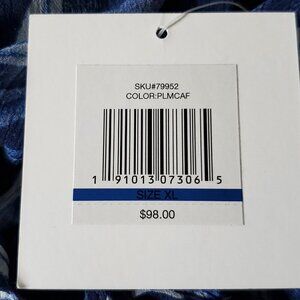 SKU#79952
COLOR:PLMCAF
1 91013 07306 5
SIZE XL
$98.00